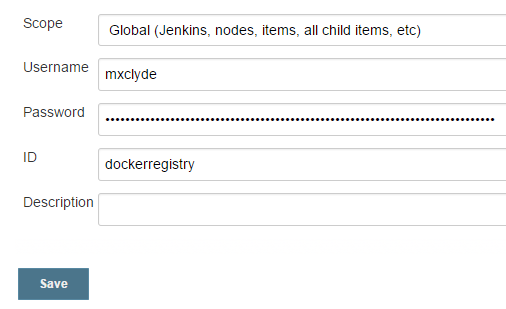 Scope Global (Jenkins, nodes, items, all child items, etc)
Username mxclyde
Password ••••••••••••••••••••••••••••••••••••••••••••••••••••••••••••••••••••••••••••••
ID dockerregistry
Description
Save